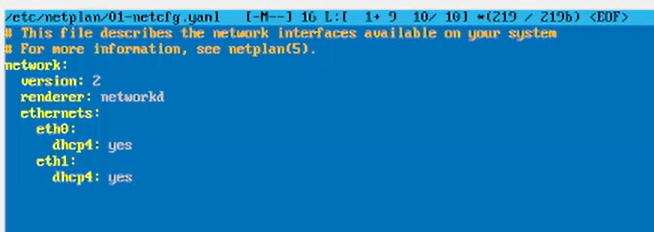 /etc/netplan/01-netcfg.yaml [-M--] 16 L:[ 1+ 9 10/ 10] *(219 / 219b) <EOF>
# This file describes the network interfaces available on your system
# For more information, see netplan(5).
network:
  version: 2
  renderer: networkd
  ethernets:
    eth0:
      dhcp4: yes
    eth1:
      dhcp4: yes